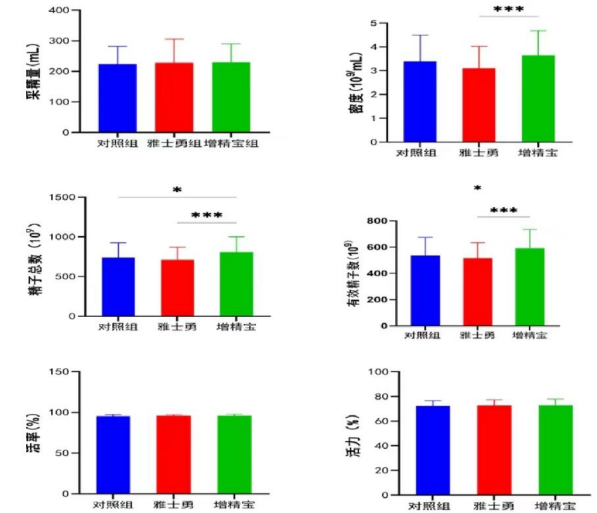 采精量(mL)
400
300
200
100
0
对照组 雅士勇组 增精宝组
***
密度(10⁹/mL)
5
4
3
2
1
0
对照组 雅士勇 增精宝
*
***
精子总数 (10⁹)
1500
1000
500
0
对照组 雅士勇 增精宝
*
***
有效精子数(10⁹)
800
600
400
200
0
对照组 雅士勇 增精宝
活率(%)
150
100
50
0
对照组 雅士勇 增精宝
活力 (%)
100
80
60
40
20
0
对照组 雅士勇 增精宝